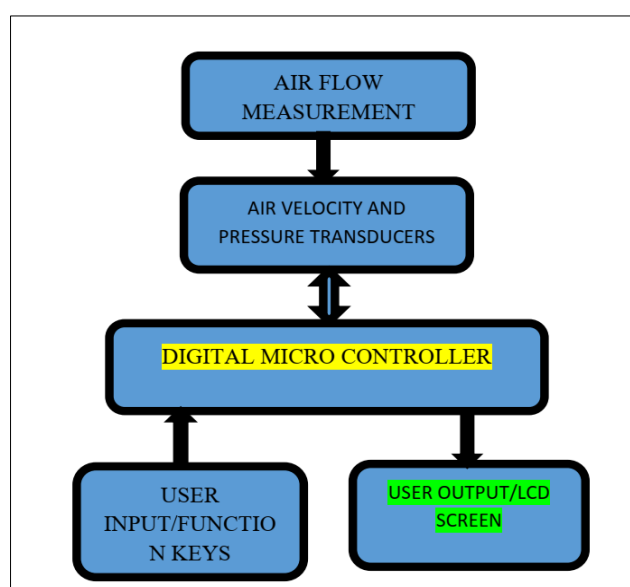 AIR FLOW
MEASUREMENT
AIR VELOCITY AND
PRESSURE TRANSDUCERS
DIGITAL MICRO CONTROLLER
USER
INPUT/FUNCTIO
N KEYS
USER OUTPUT/LCD
SCREEN